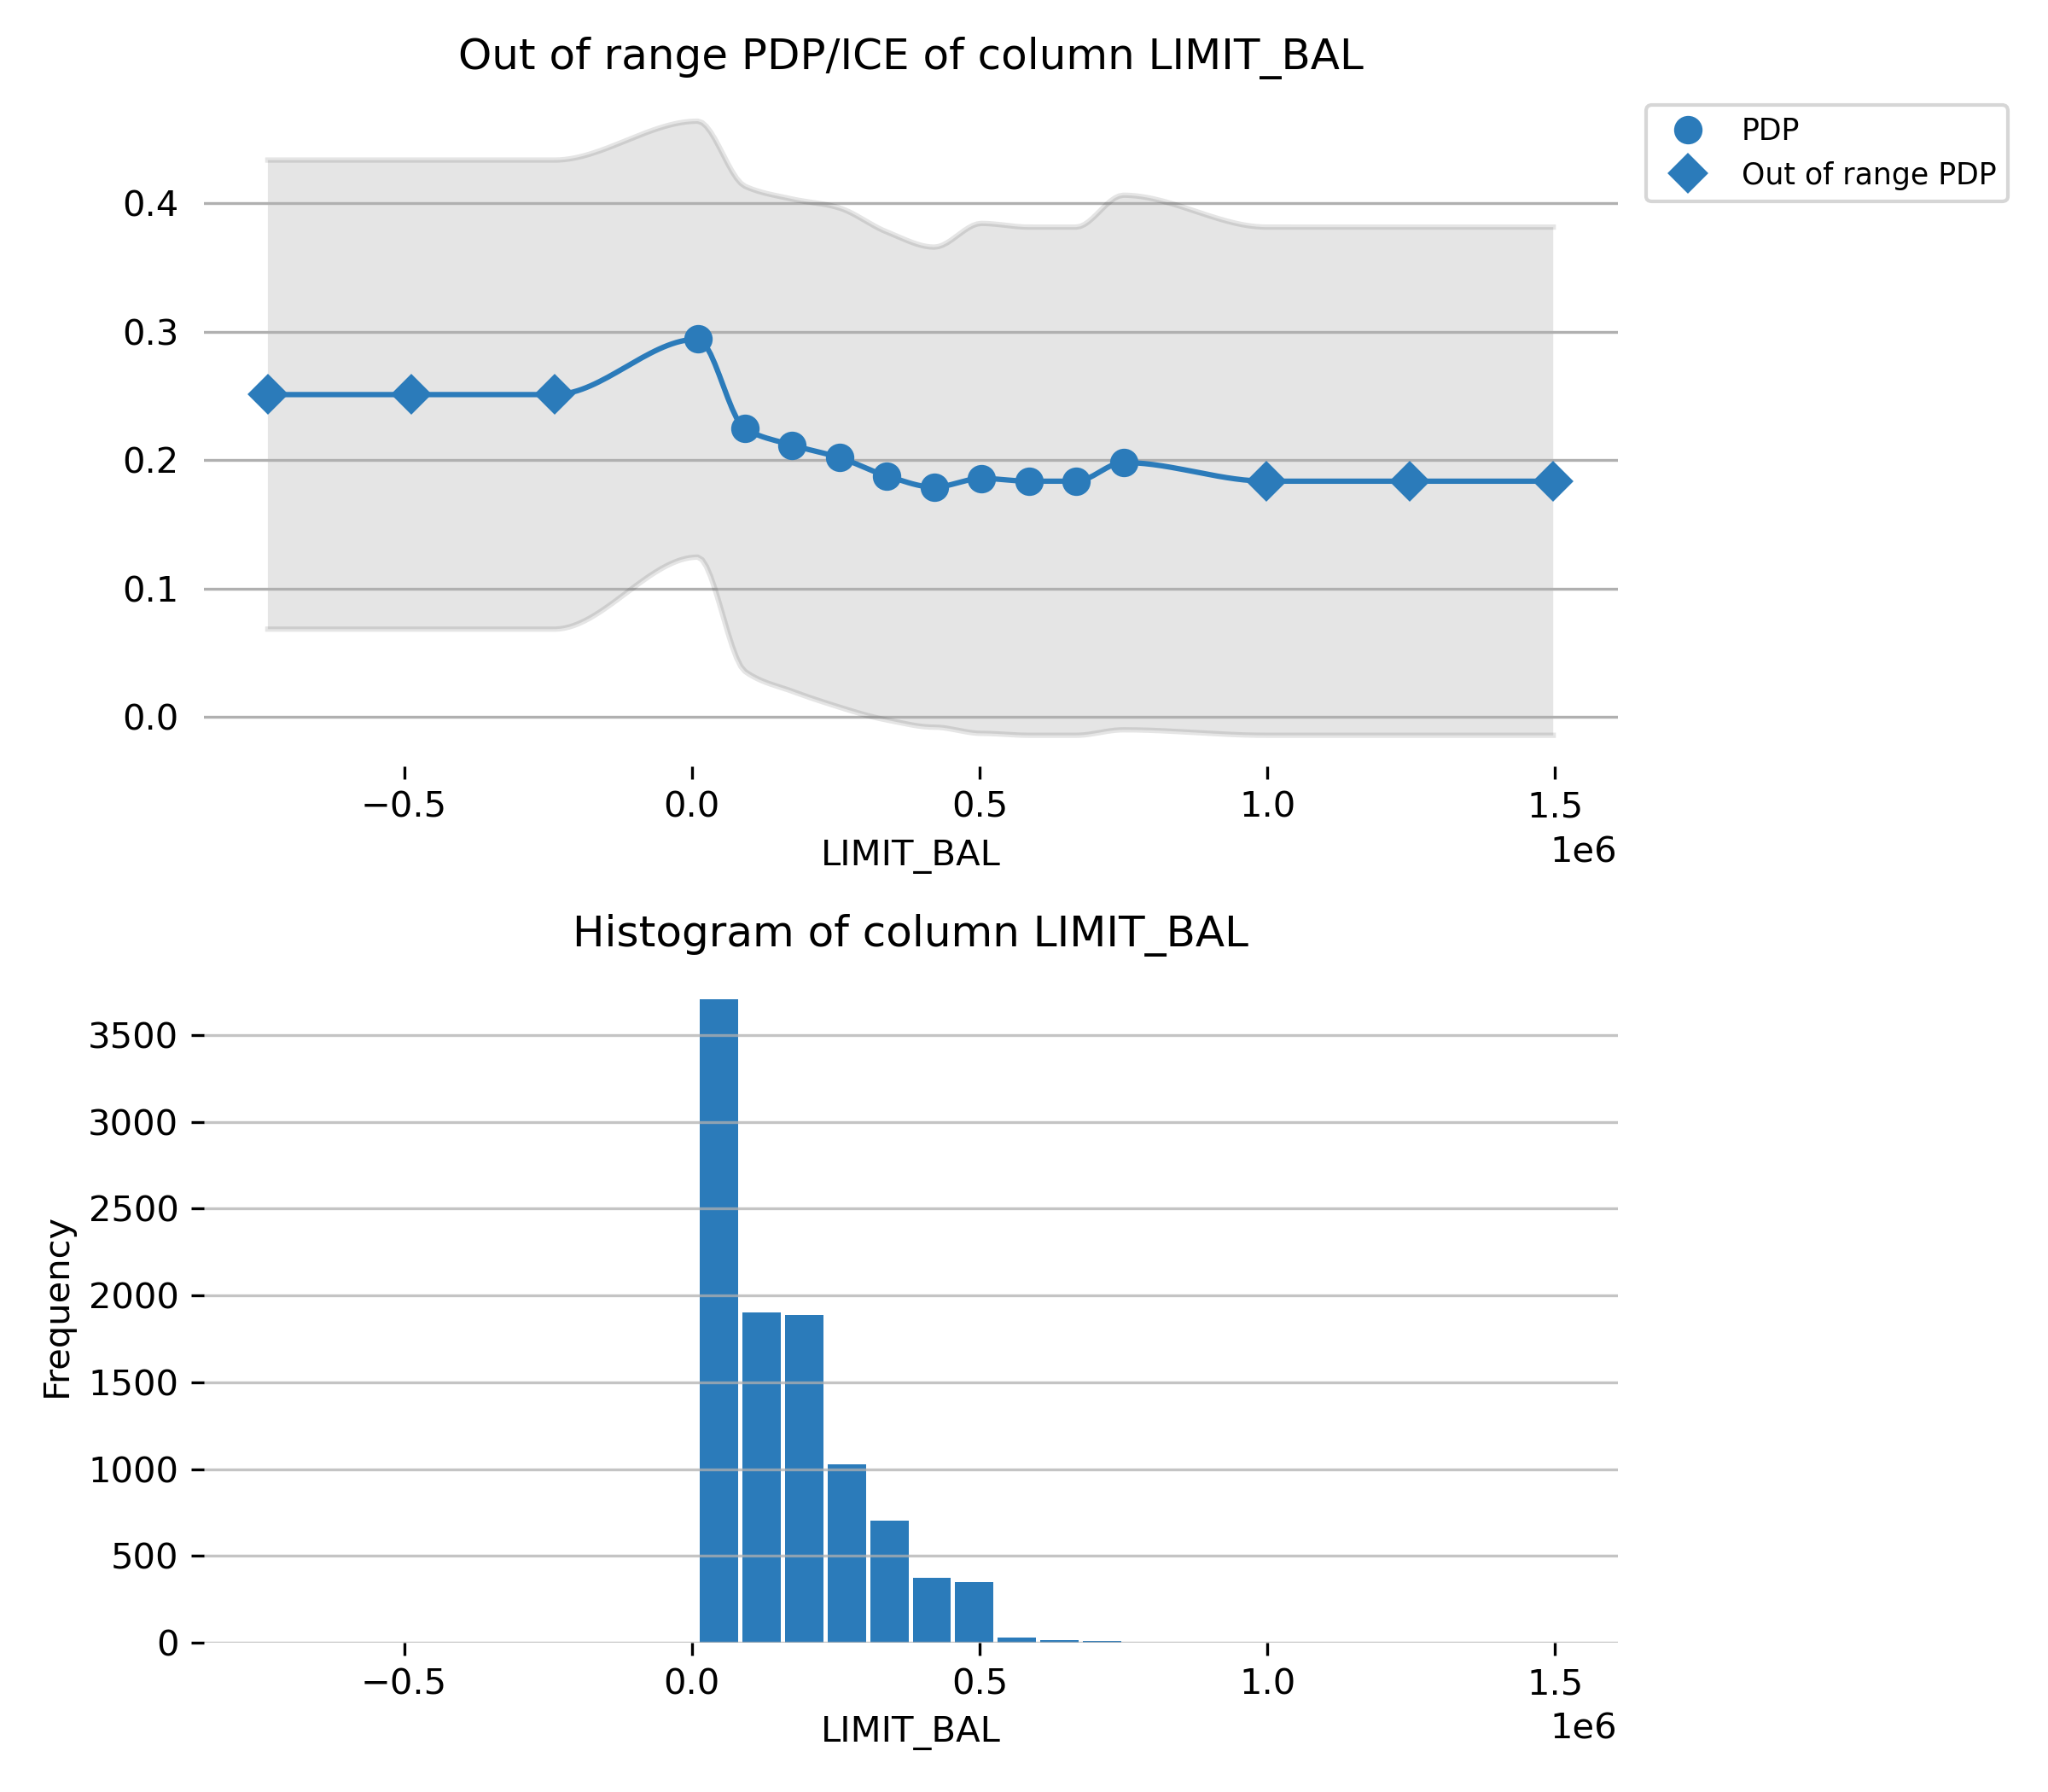 Out of range PDP/ICE of column LIMIT_BAL
PDP
Out of range PDP
0.4
0.3
0.2
0.1
0.0
−0.5 0.0 0.5 1.0 1.5
LIMIT_BAL
1e6
Histogram of column LIMIT_BAL
Frequency
3500
3000
2500
2000
1500
1000
500
0
−0.5 0.0 0.5 1.0 1.5
LIMIT_BAL
1e6